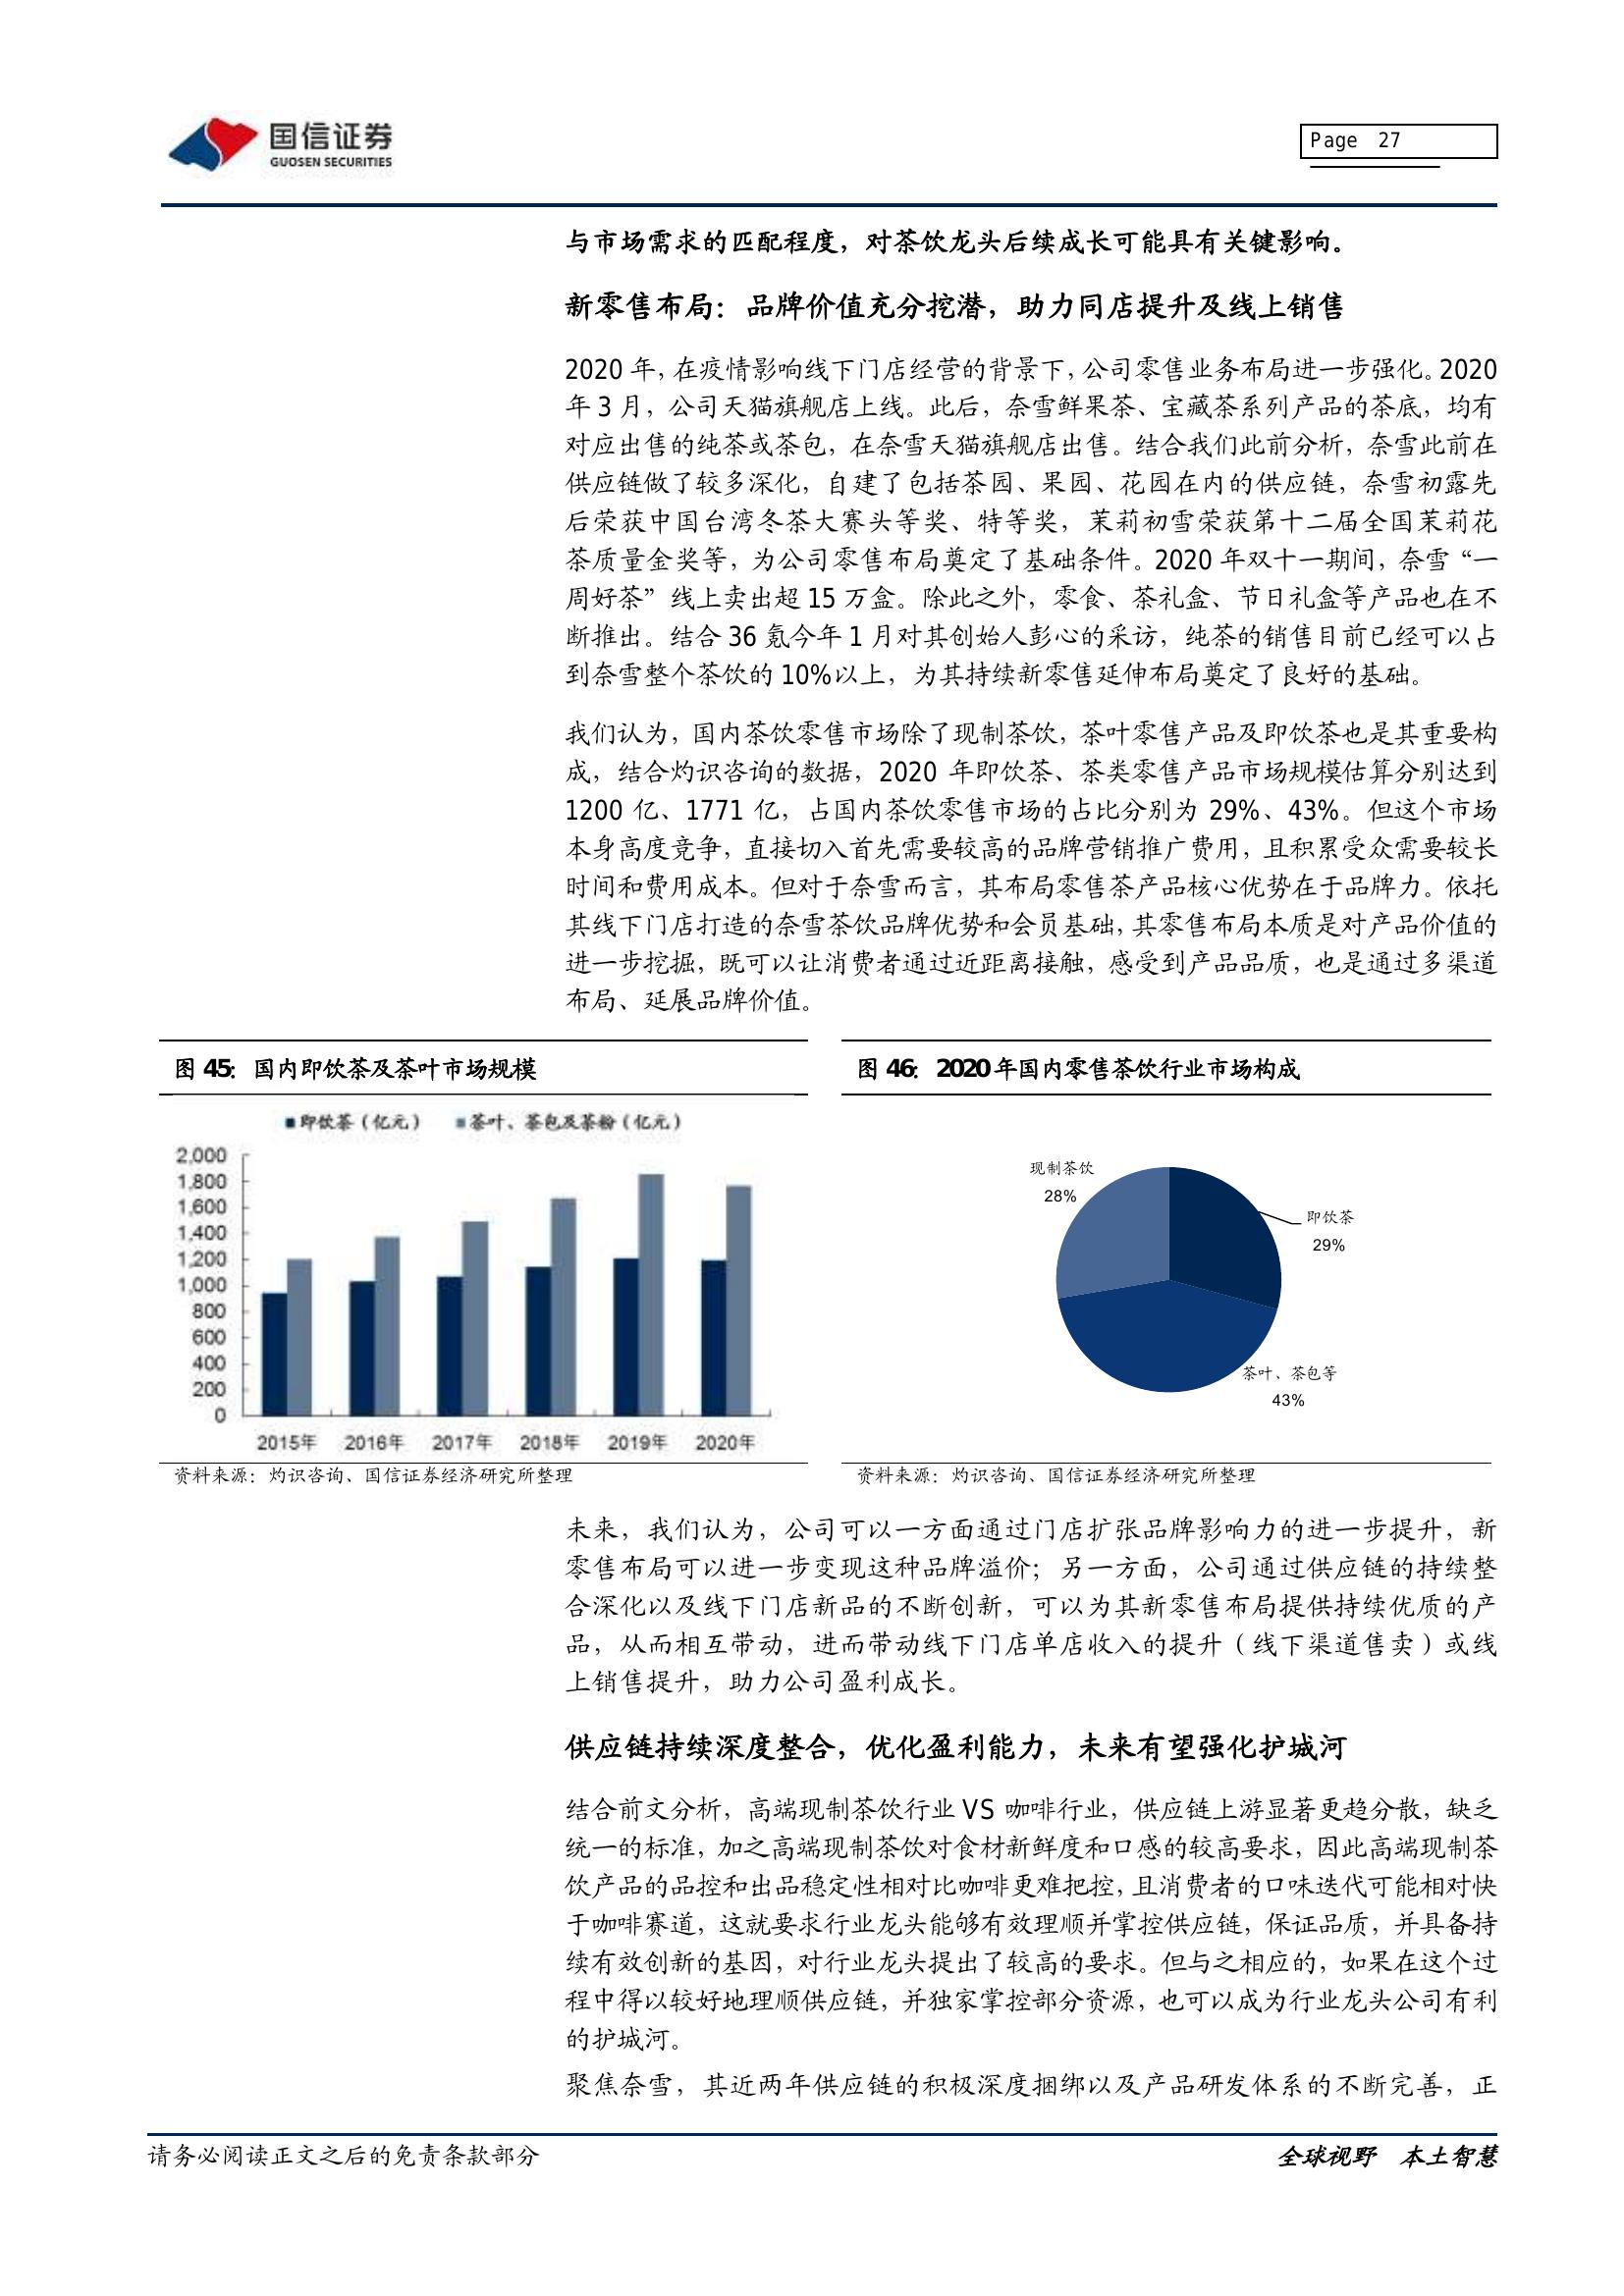 国信证券
GUOSEN SECURITIES
Page 27
与市场需求的匹配程度，对茶饮龙头后续成长可能具有关键影响。
新零售布局：品牌价值充分挖潜，助力同店提升及线上销售
2020 年，在疫情影响线下门店经营的背景下，公司零售业务布局进一步强化。2020
年 3 月，公司天猫旗舰店上线。此后，奈雪鲜果茶、宝藏茶系列产品的茶底，均有
对应出售的纯茶或茶包，在奈雪天猫旗舰店出售。结合我们此前分析，奈雪此前在
供应链做了较多深化，自建了包括茶园、果园、花园在内的供应链，奈雪初露先
后荣获中国台湾冬茶大赛头等奖、特等奖，茉莉初雪荣获第十二届全国茉莉花
茶质量金奖等，为公司零售布局奠定了基础条件。2020 年双十一期间，奈雪“一
周好茶”线上卖出超 15 万盒。除此之外，零食、茶礼盒、节日礼盒等产品也在不
断推出。结合 36 氪今年 1 月对其创始人彭心的采访，纯茶的销售目前已经可以占
到奈雪整个茶饮的 10%以上，为其持续新零售延伸布局奠定了良好的基础。
我们认为，国内茶饮零售市场除了现制茶饮，茶叶零售产品及即饮茶也是其重要构
成，结合灼识咨询的数据，2020 年即饮茶、茶类零售产品市场规模估算分别达到
1200 亿、1771 亿，占国内茶饮零售市场的占比分别为 29%、43%。但这个市场
本身高度竞争，直接切入首先需要较高的品牌营销推广费用，且积累受众需要较长
时间和费用成本。但对于奈雪而言，其布局零售茶产品核心优势在于品牌力。依托
其线下门店打造的奈雪茶饮品牌优势和会员基础，其零售布局本质是对产品价值的
进一步挖掘，既可以让消费者通过近距离接触，感受到产品品质，也是通过多渠道
布局、延展品牌价值。
图 45：国内即饮茶及茶叶市场规模
即饮茶（亿元） 茶叶、茶包及茶粉（亿元）
2,000
1,800
1,600
1,400
1,200
1,000
800
600
400
200
0
2015年 2016年 2017年 2018年 2019年 2020年
资料来源：灼识咨询、国信证券经济研究所整理
图 46：2020年国内零售茶饮行业市场构成
现制茶饮
28%
即饮茶
29%
茶叶、茶包等
43%
资料来源：灼识咨询、国信证券经济研究所整理
未来，我们认为，公司可以一方面通过门店扩张品牌影响力的进一步提升，新
零售布局可以进一步变现这种品牌溢价；另一方面，公司通过供应链的持续整
合深化以及线下门店新品的不断创新，可以为其新零售布局提供持续优质的产
品，从而相互带动，进而带动线下门店单店收入的提升（线下渠道售卖）或线
上销售提升，助力公司盈利成长。
供应链持续深度整合，优化盈利能力，未来有望强化护城河
结合前文分析，高端现制茶饮行业 VS 咖啡行业，供应链上游显著更趋分散，缺乏
统一的标准，加之高端现制茶饮对食材新鲜度和口感的较高要求，因此高端现制茶
饮产品的品控和出品稳定性相对比咖啡更难把控，且消费者的口味迭代可能相对快
于咖啡赛道，这就要求行业龙头能够有效理顺并掌控供应链，保证品质，并具备持
续有效创新的基因，对行业龙头提出了较高的要求。但与之相应的，如果在这个过
程中得以较好地理顺供应链，并独家掌控部分资源，也可以成为行业龙头公司有利
的护城河。
聚焦奈雪，其近两年供应链的积极深度捆绑以及产品研发体系的不断完善，正
请务必阅读正文之后的免责条款部分
全球视野 本土智慧